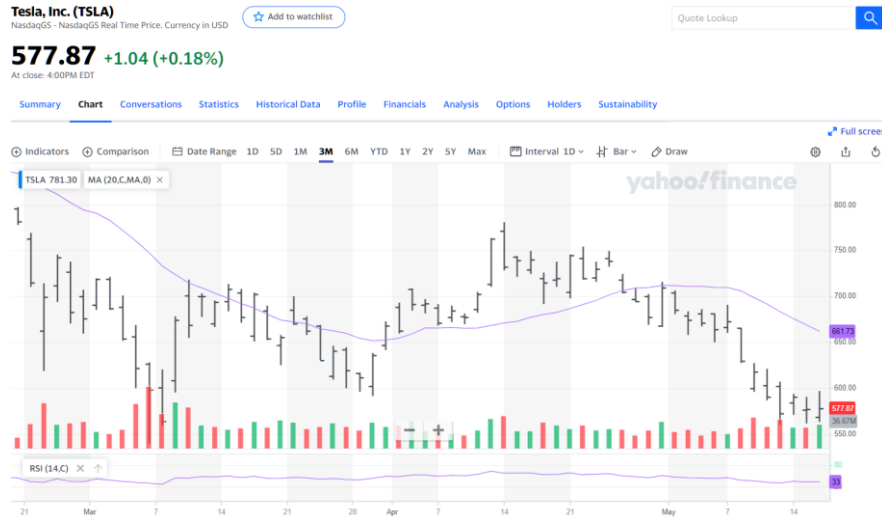 Tesla, Inc. (TSLA)
NasdaqGS - NasdaqGS Real Time Price. Currency in USD
Add to watchlist
Quote Lookup
577.87 +1.04 (+0.18%)
At close: 4:00PM EDT
Summary Chart Conversations Statistics Historical Data Profile Financials Analysis Options Holders Sustainability
Full screen
Indicators Comparison Date Range 1D 5D 1M 3M 6M YTD 1Y 2Y 5Y Max Interval 1D Bar Draw
TSLA 781.30 MA (20,C,MA,0)
yahoo!finance
800.00
750.00
700.00
661.73
650.00
600.00
577.87
36.67M
550.00
RSI (14,C)
80
33
21 Mar 7 14 21 28 Apr 7 14 21 May 7 14